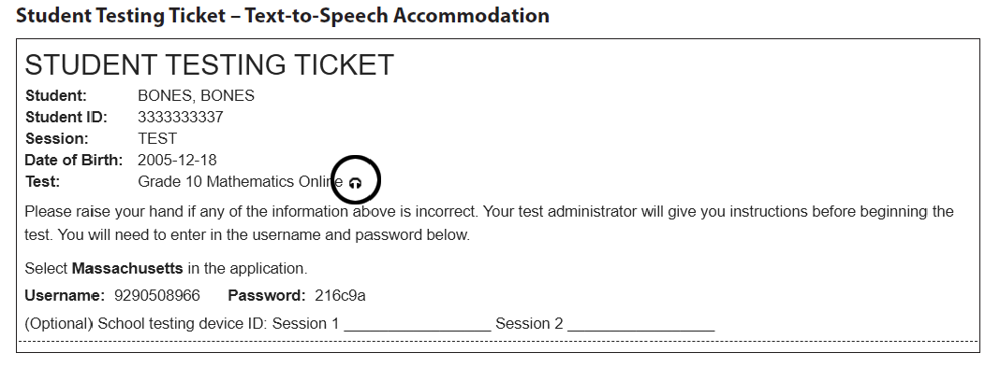 Student Testing Ticket – Text-to-Speech Accommodation
STUDENT TESTING TICKET
Student: BONES, BONES
Student ID: 3333333337
Session: TEST
Date of Birth: 2005-12-18
Test: Grade 10 Mathematics Online
Please raise your hand if any of the information above is incorrect. Your test administrator will give you instructions before beginning the
test. You will need to enter in the username and password below.
Select Massachusetts in the application.
Username: 9290508966 Password: 216c9a
(Optional) School testing device ID: Session 1 __________________ Session 2 __________________